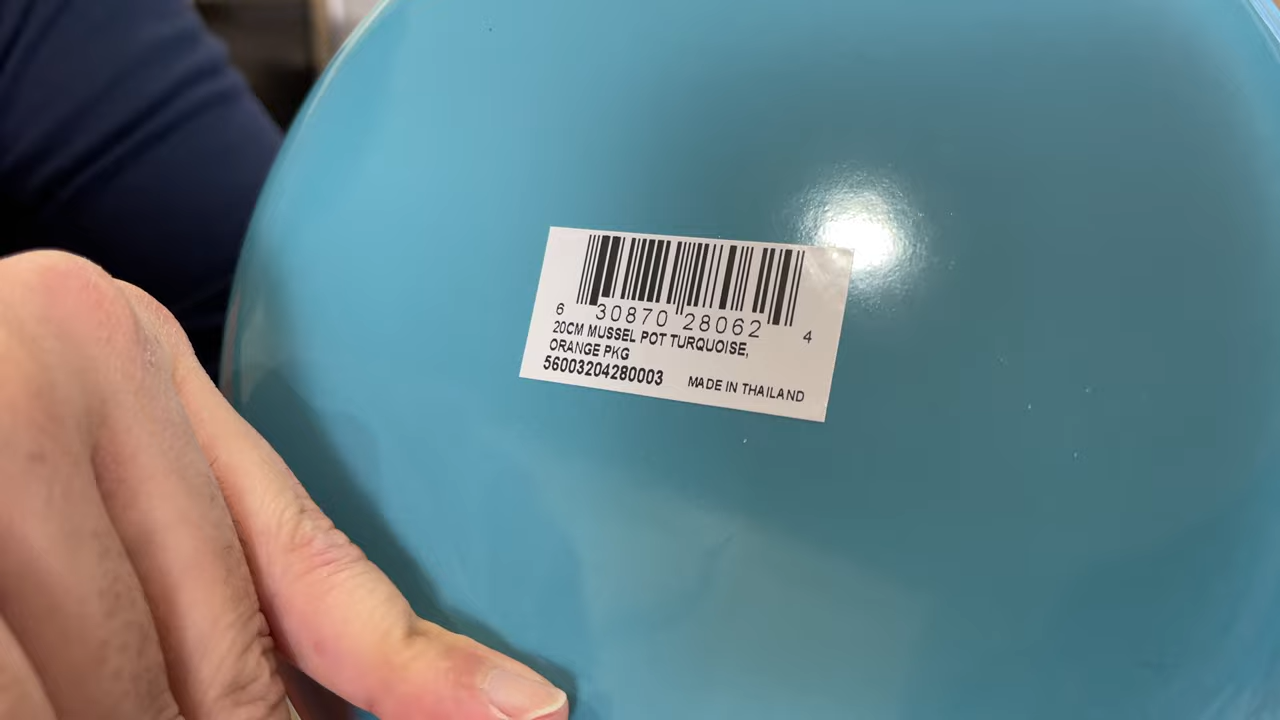 6 30870 28062 4
20CM MUSSEL POT TURQUOISE,
ORANGE PKG
56003204280003 MADE IN THAILAND